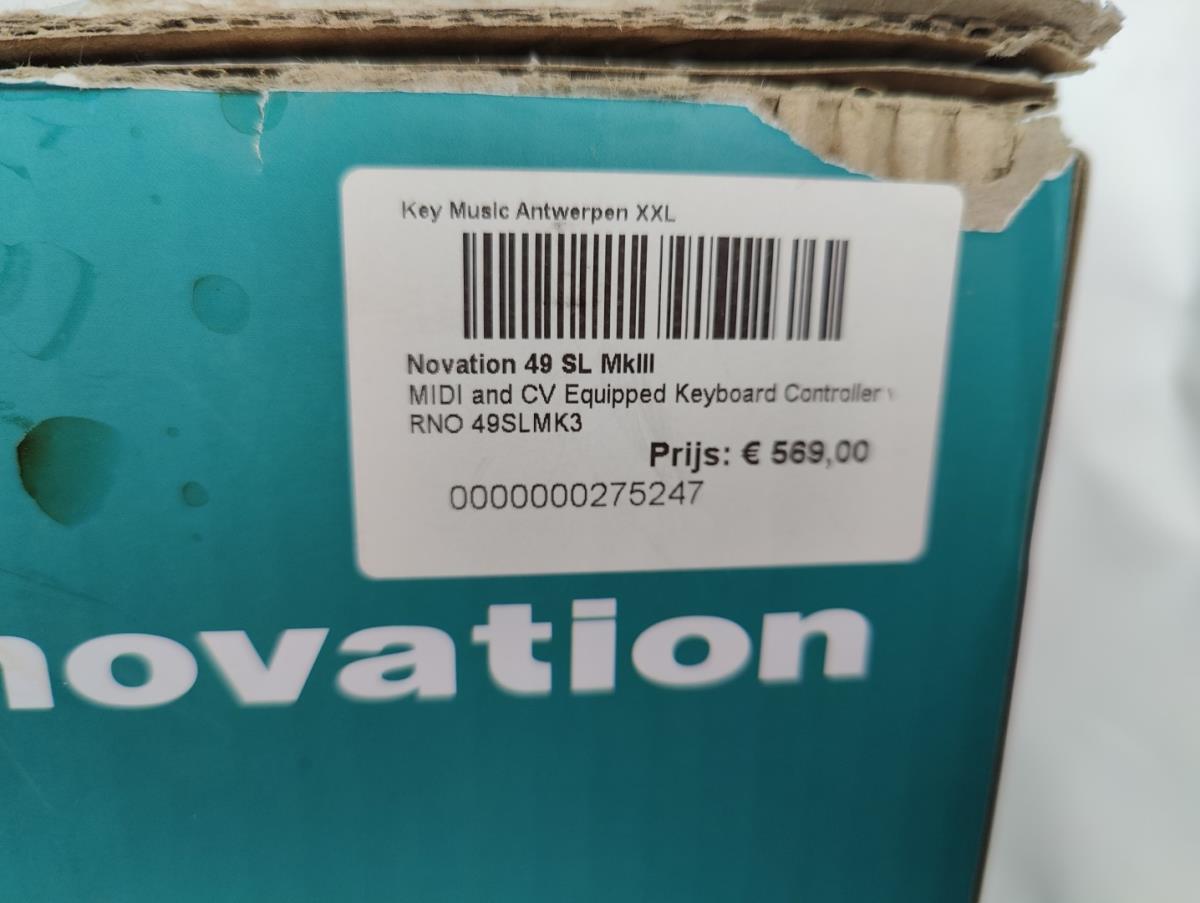 Key Music Antwerpen XXL
Novation 49 SL MkIII
MIDI and CV Equipped Keyboard Controller
RNO 49SLMK3
Prijs: € 569,00
0000000275247
novation